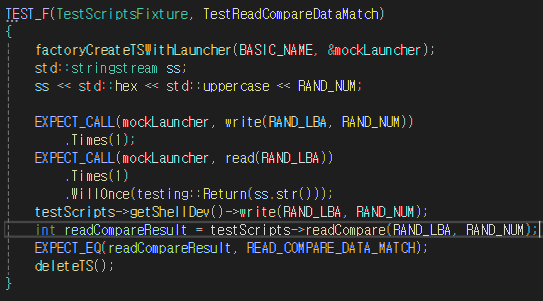 TEST_F(TestScriptsFixture, TestReadCompareDataMatch)
{
    factoryCreateTSWithLauncher(BASIC_NAME, &mockLauncher);
    std::stringstream ss;
    ss << std::hex << std::uppercase << RAND_NUM;

    EXPECT_CALL(mockLauncher, write(RAND_LBA, RAND_NUM))
        .Times(1);
    EXPECT_CALL(mockLauncher, read(RAND_LBA))
        .Times(1)
        .WillOnce(testing::Return(ss.str()));
    testScripts->getShellDev()->write(RAND_LBA, RAND_NUM);
    int readCompareResult = testScripts->readCompare(RAND_LBA, RAND_NUM);
    EXPECT_EQ(readCompareResult, READ_COMPARE_DATA_MATCH);
    deleteTS();
}